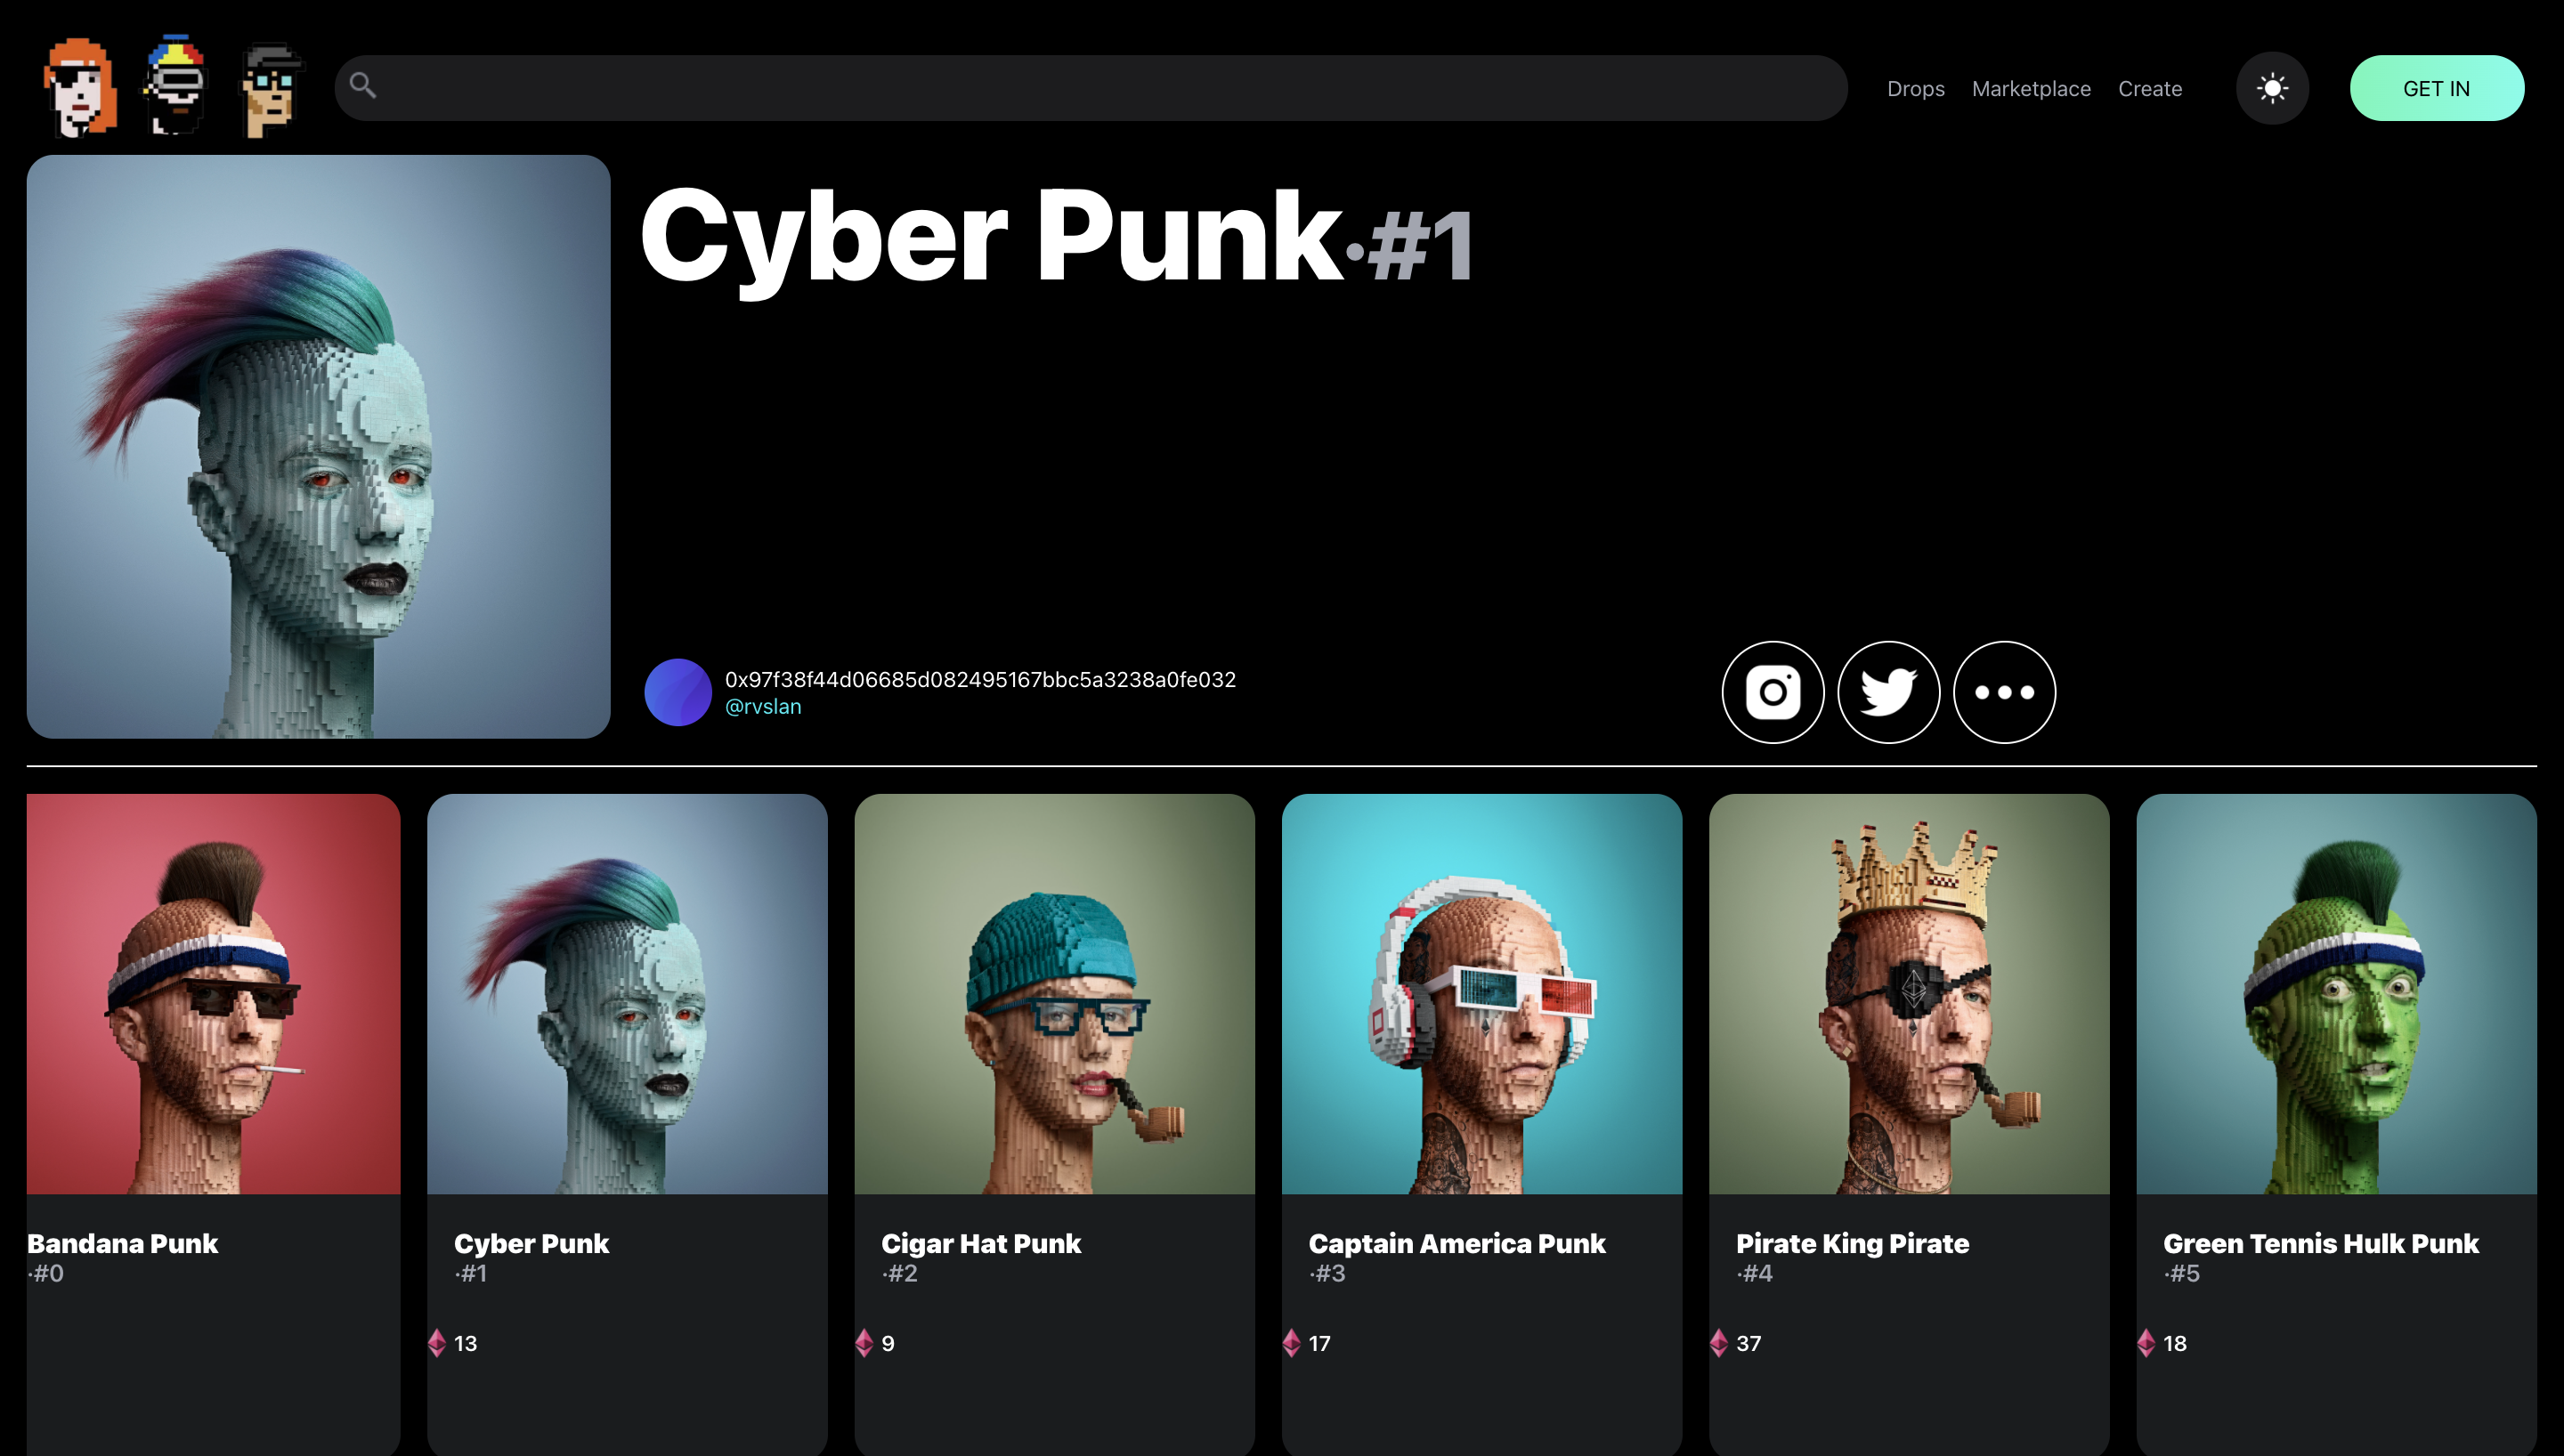 Drops Marketplace Create GET IN
Cyber Punk·#1
0x97f38f44d06685d082495167bbc5a3238a0fe032
@rvslan
Bandana Punk
·#0
Cyber Punk
·#1
13
Cigar Hat Punk
·#2
9
Captain America Punk
·#3
17
Pirate King Pirate
·#4
37
Green Tennis Hulk Punk
·#5
18